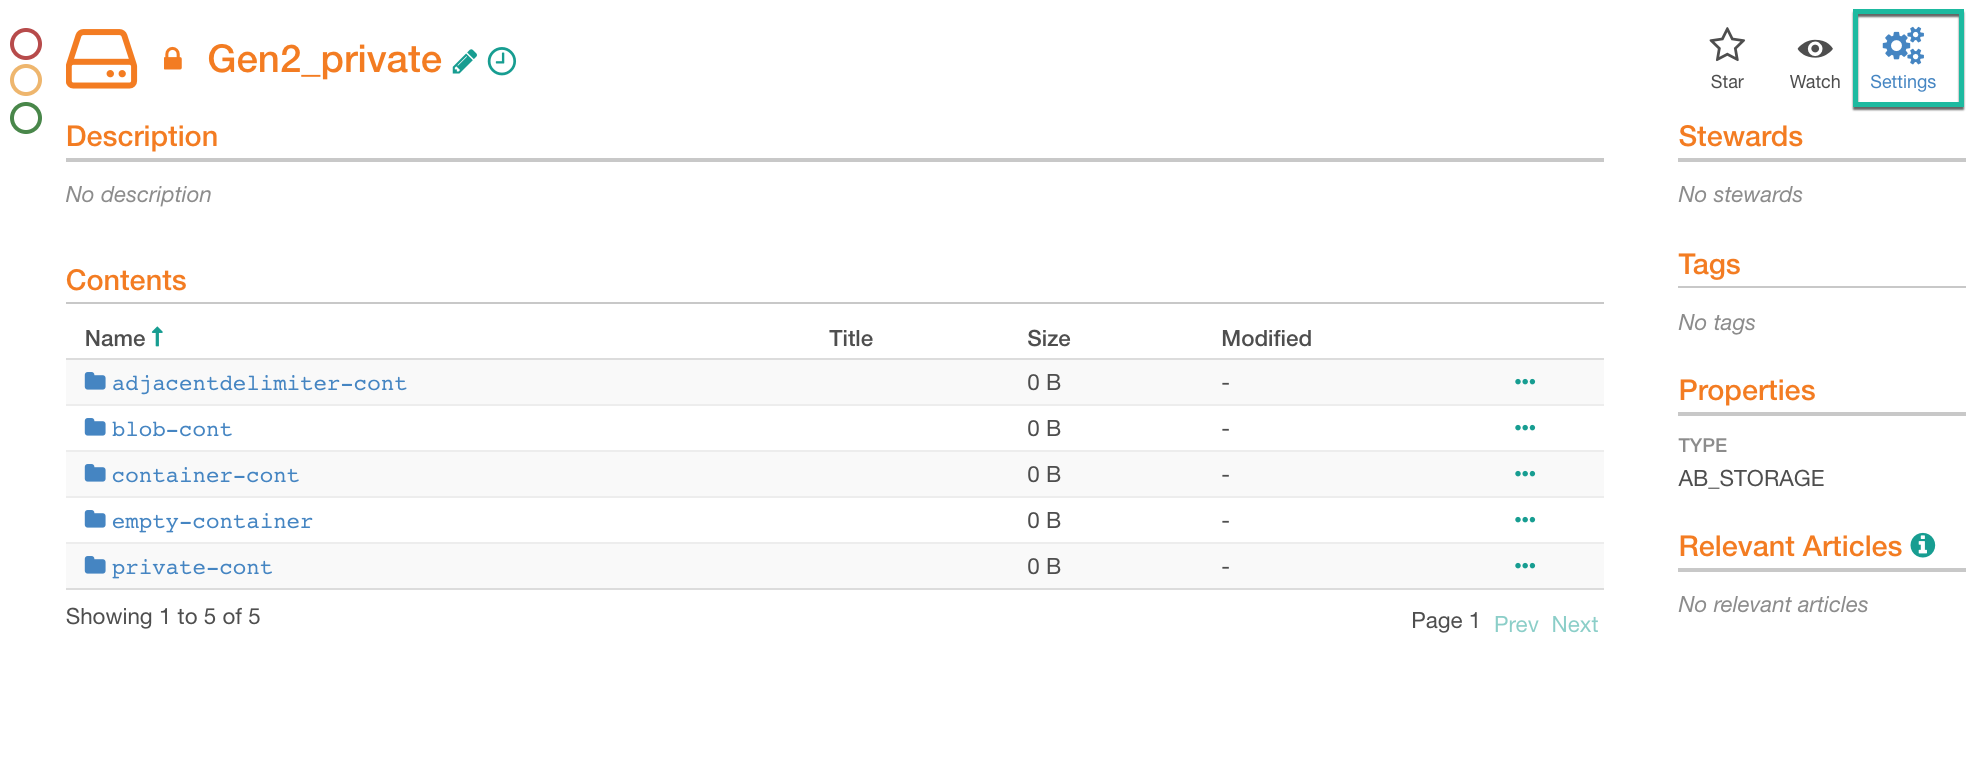 Gen2_private
Star
Watch
Settings
Description
No description
Contents
Name Title Size Modified
adjacentdelimiter-cont 0 B - •••
blob-cont 0 B - •••
container-cont 0 B - •••
empty-container 0 B - •••
private-cont 0 B - •••
Showing 1 to 5 of 5
Page 1 Prev Next
Stewards
No stewards
Tags
No tags
Properties
TYPE
AB_STORAGE
Relevant Articles
No relevant articles